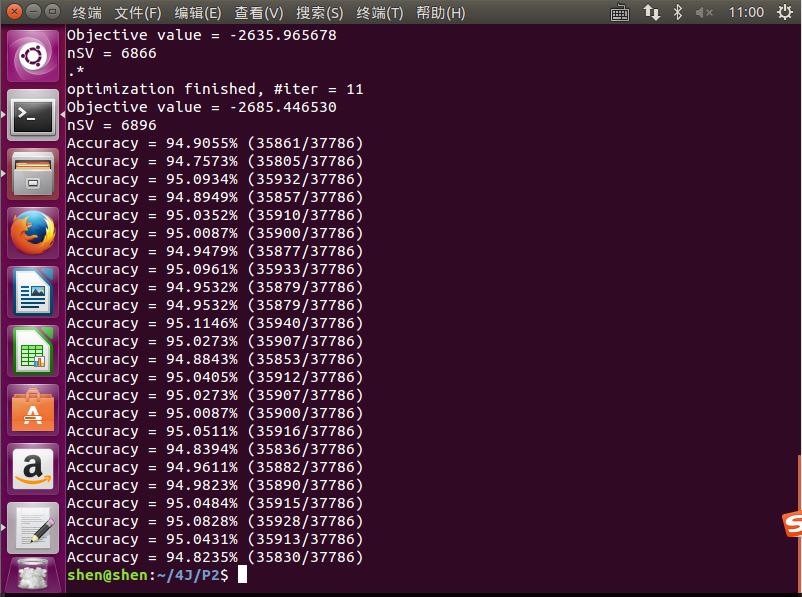 终端 文件(F) 编辑(E) 查看(V) 搜索(S) 终端(T) 帮助(H) 11:00
Objective value = -2635.965678
nSV = 6866
.*
optimization finished, #iter = 11
Objective value = -2685.446530
nSV = 6896
Accuracy = 94.9055% (35861/37786)
Accuracy = 94.7573% (35805/37786)
Accuracy = 95.0934% (35932/37786)
Accuracy = 94.8949% (35857/37786)
Accuracy = 95.0352% (35910/37786)
Accuracy = 95.0087% (35900/37786)
Accuracy = 94.9479% (35877/37786)
Accuracy = 95.0961% (35933/37786)
Accuracy = 94.9532% (35879/37786)
Accuracy = 94.9532% (35879/37786)
Accuracy = 95.1146% (35940/37786)
Accuracy = 95.0273% (35907/37786)
Accuracy = 94.8843% (35853/37786)
Accuracy = 95.0405% (35912/37786)
Accuracy = 95.0273% (35907/37786)
Accuracy = 95.0087% (35900/37786)
Accuracy = 95.0511% (35916/37786)
Accuracy = 94.8394% (35836/37786)
Accuracy = 94.9611% (35882/37786)
Accuracy = 94.9823% (35890/37786)
Accuracy = 95.0484% (35915/37786)
Accuracy = 95.0828% (35928/37786)
Accuracy = 95.0431% (35913/37786)
Accuracy = 94.8235% (35830/37786)
shen@shen:~/4J/P2$